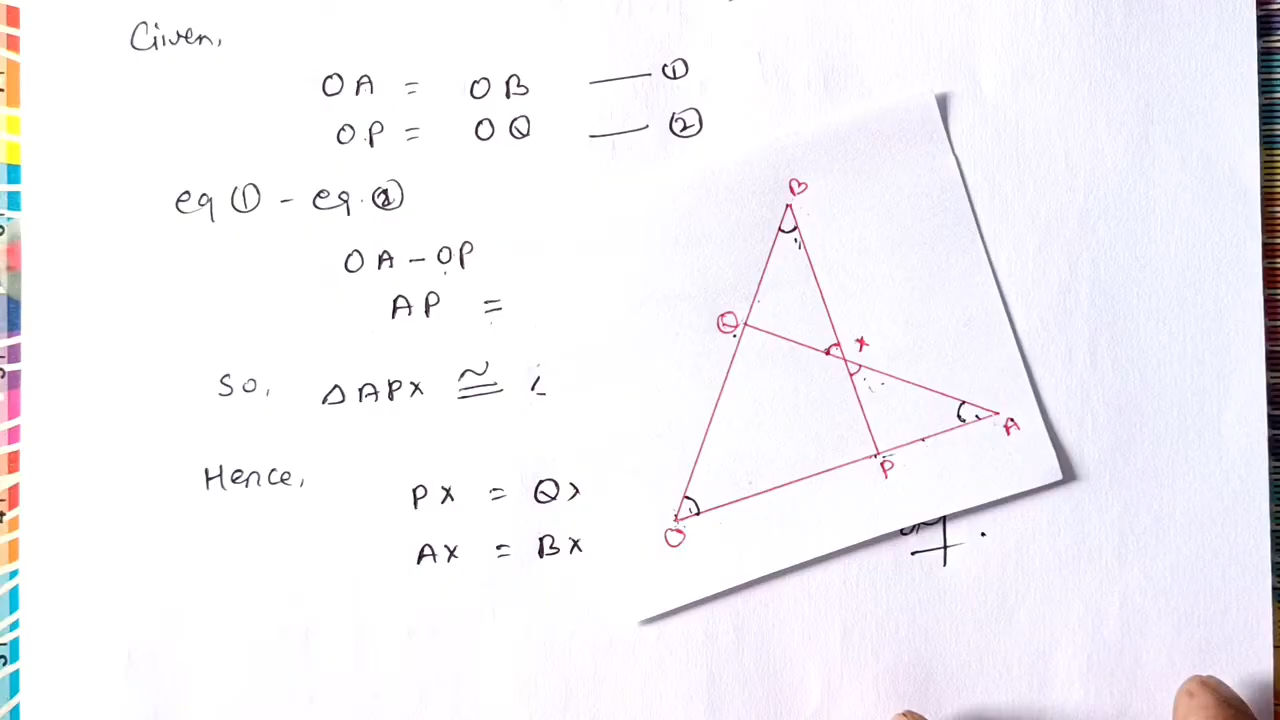 Given,
OA = OB —— ①
OP = OQ —— ②
eq ① - eq. ②
OA - OP
AP =
So, △APX ≅
Hence,
PX = QX
AX = BX
B
Q
X
A
P
O